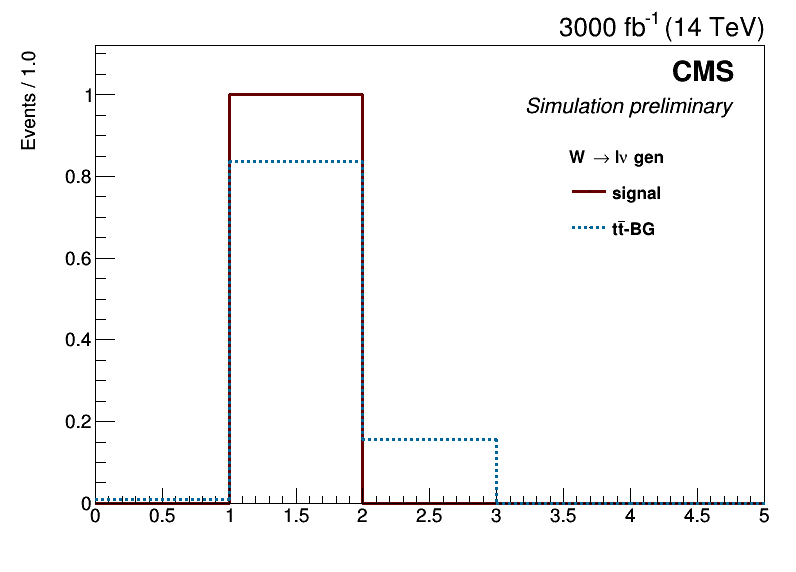 3000 fb⁻¹ (14 TeV)
Events / 1.0
CMS
Simulation preliminary
W → lν gen
signal
tt̄-BG
1
0.8
0.6
0.4
0.2
0
0 0.5 1 1.5 2 2.5 3 3.5 4 4.5 5